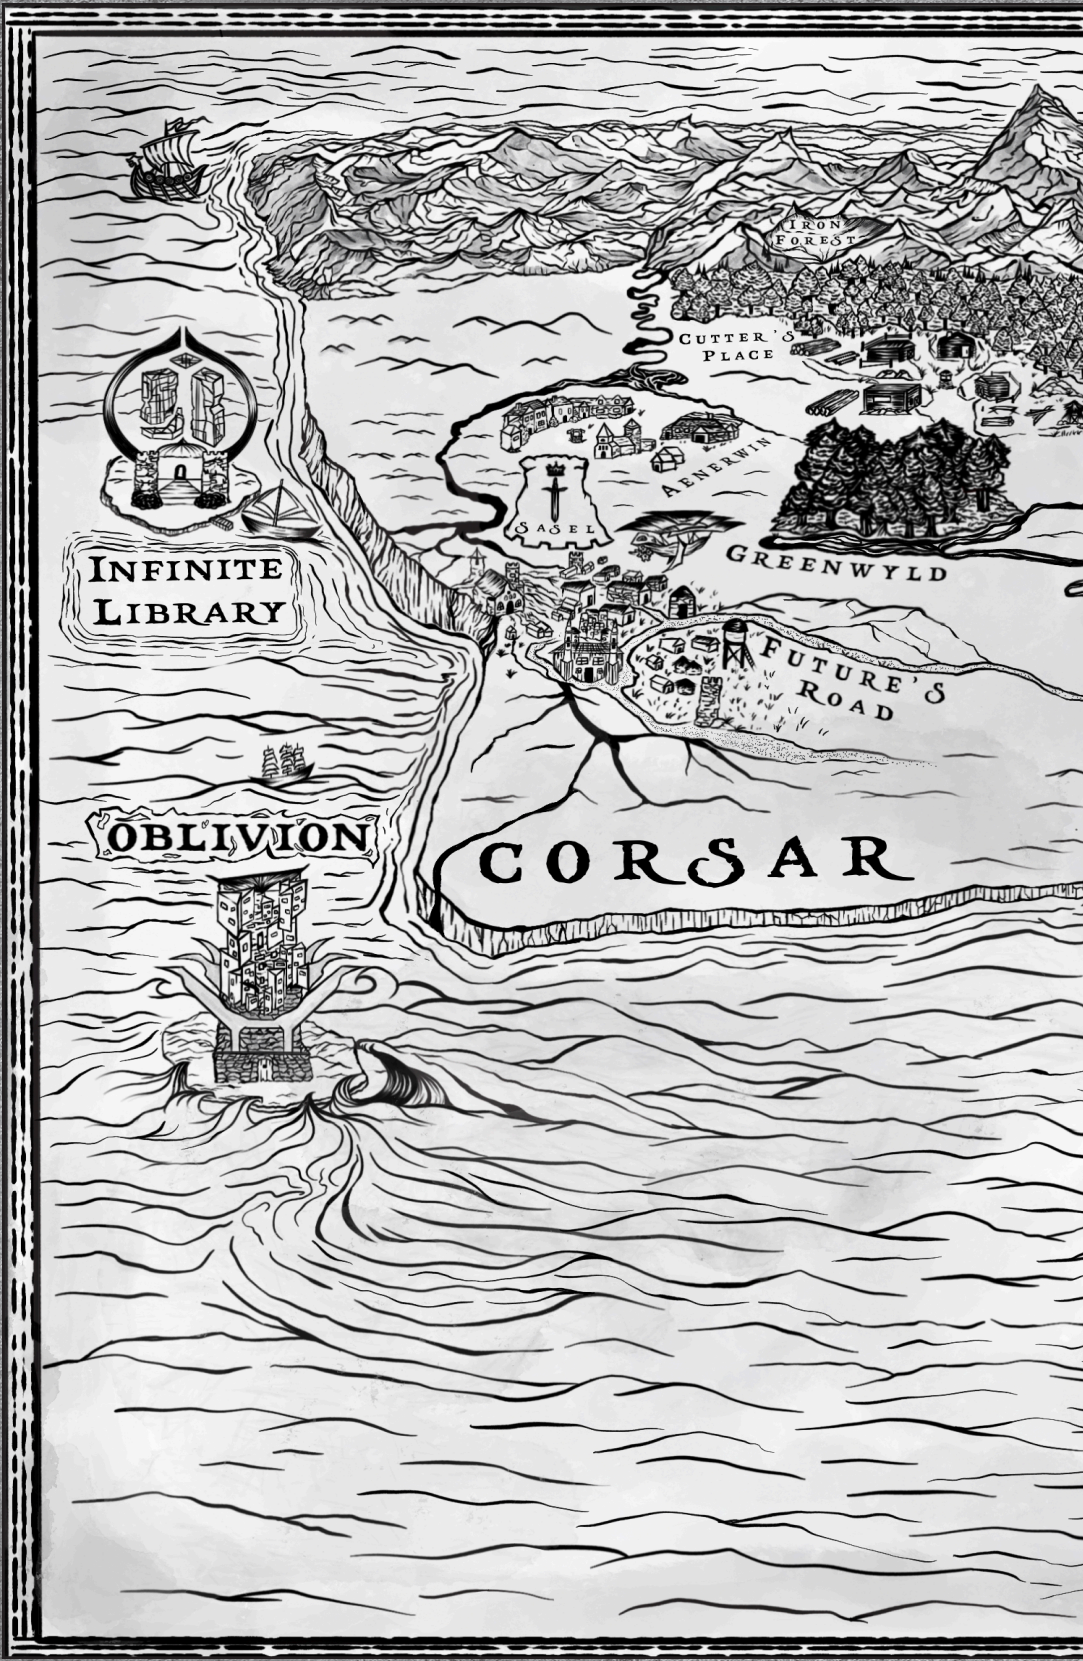 IRON
FOREST
CUTTER'S
PLACE
AENERWIN
SASEL
GREENWYLD
INFINITE
LIBRARY
FUTURE'S
ROAD
OBLIVION
CORSAR